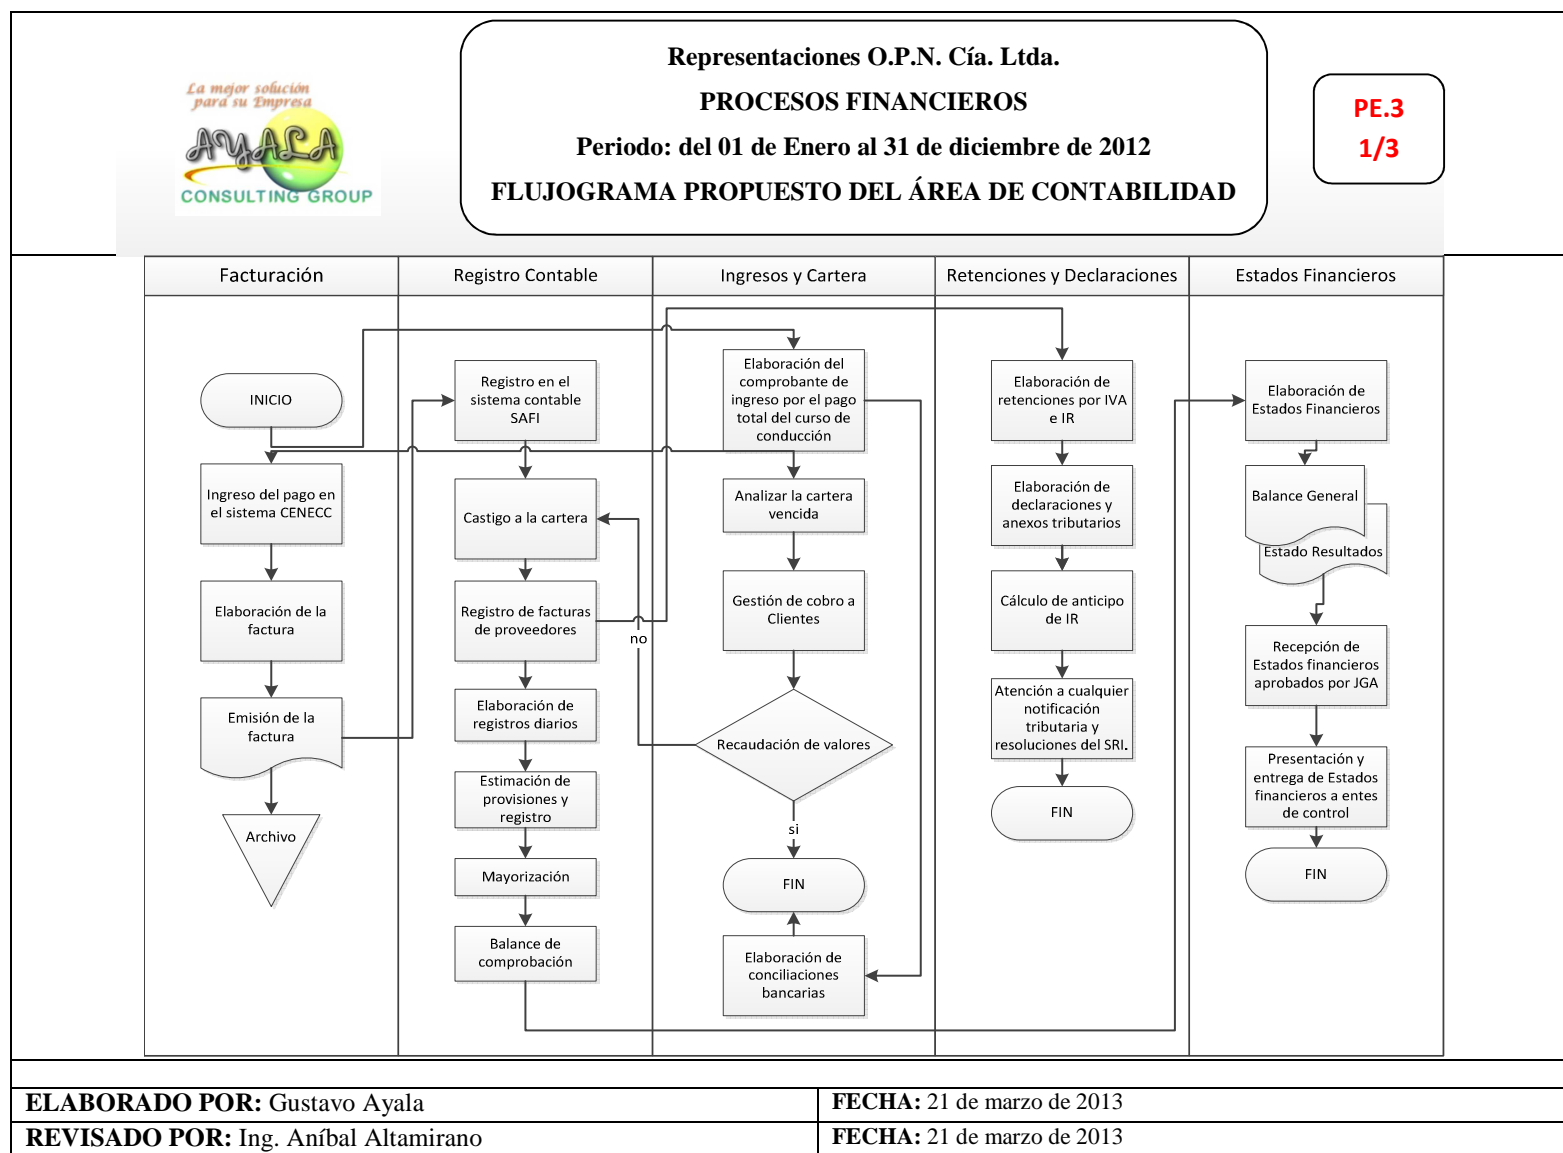 La mejor solución
para su Empresa
AYALA
CONSULTING GROUP
Representaciones O.P.N. Cía. Ltda.
PROCESOS FINANCIEROS
Periodo: del 01 de Enero al 31 de diciembre de 2012
FLUJOGRAMA PROPUESTO DEL ÁREA DE CONTABILIDAD
PE.3
1/3
Facturación
Registro Contable
Ingresos y Cartera
Retenciones y Declaraciones
Estados Financieros
INICIO
Ingreso del pago en
el sistema CENECC
Elaboración de la
factura
Emisión de la
factura
Archivo
Registro en el
sistema contable
SAFI
Castigo a la cartera
Registro de facturas
de proveedores
Elaboración de
registros diarios
Estimación de
provisiones y
registro
Mayorización
Balance de
comprobación
Elaboración del
comprobante de
ingreso por el pago
total del curso de
conducción
Analizar la cartera
vencida
Gestión de cobro a
Clientes
no
Recaudación de valores
si
FIN
Elaboración de
conciliaciones
bancarias
Elaboración de
retenciones por IVA
e IR
Elaboración de
declaraciones y
anexos tributarios
Cálculo de anticipo
de IR
Atención a cualquier
notificación
tributaria y
resoluciones del SRI.
FIN
Elaboración de
Estados Financieros
Balance General
Estado Resultados
Recepción de
Estados financieros
aprobados por JGA
Presentación y
entrega de Estados
financieros a entes
de control
FIN
ELABORADO POR: Gustavo Ayala
FECHA: 21 de marzo de 2013
REVISADO POR: Ing. Aníbal Altamirano
FECHA: 21 de marzo de 2013